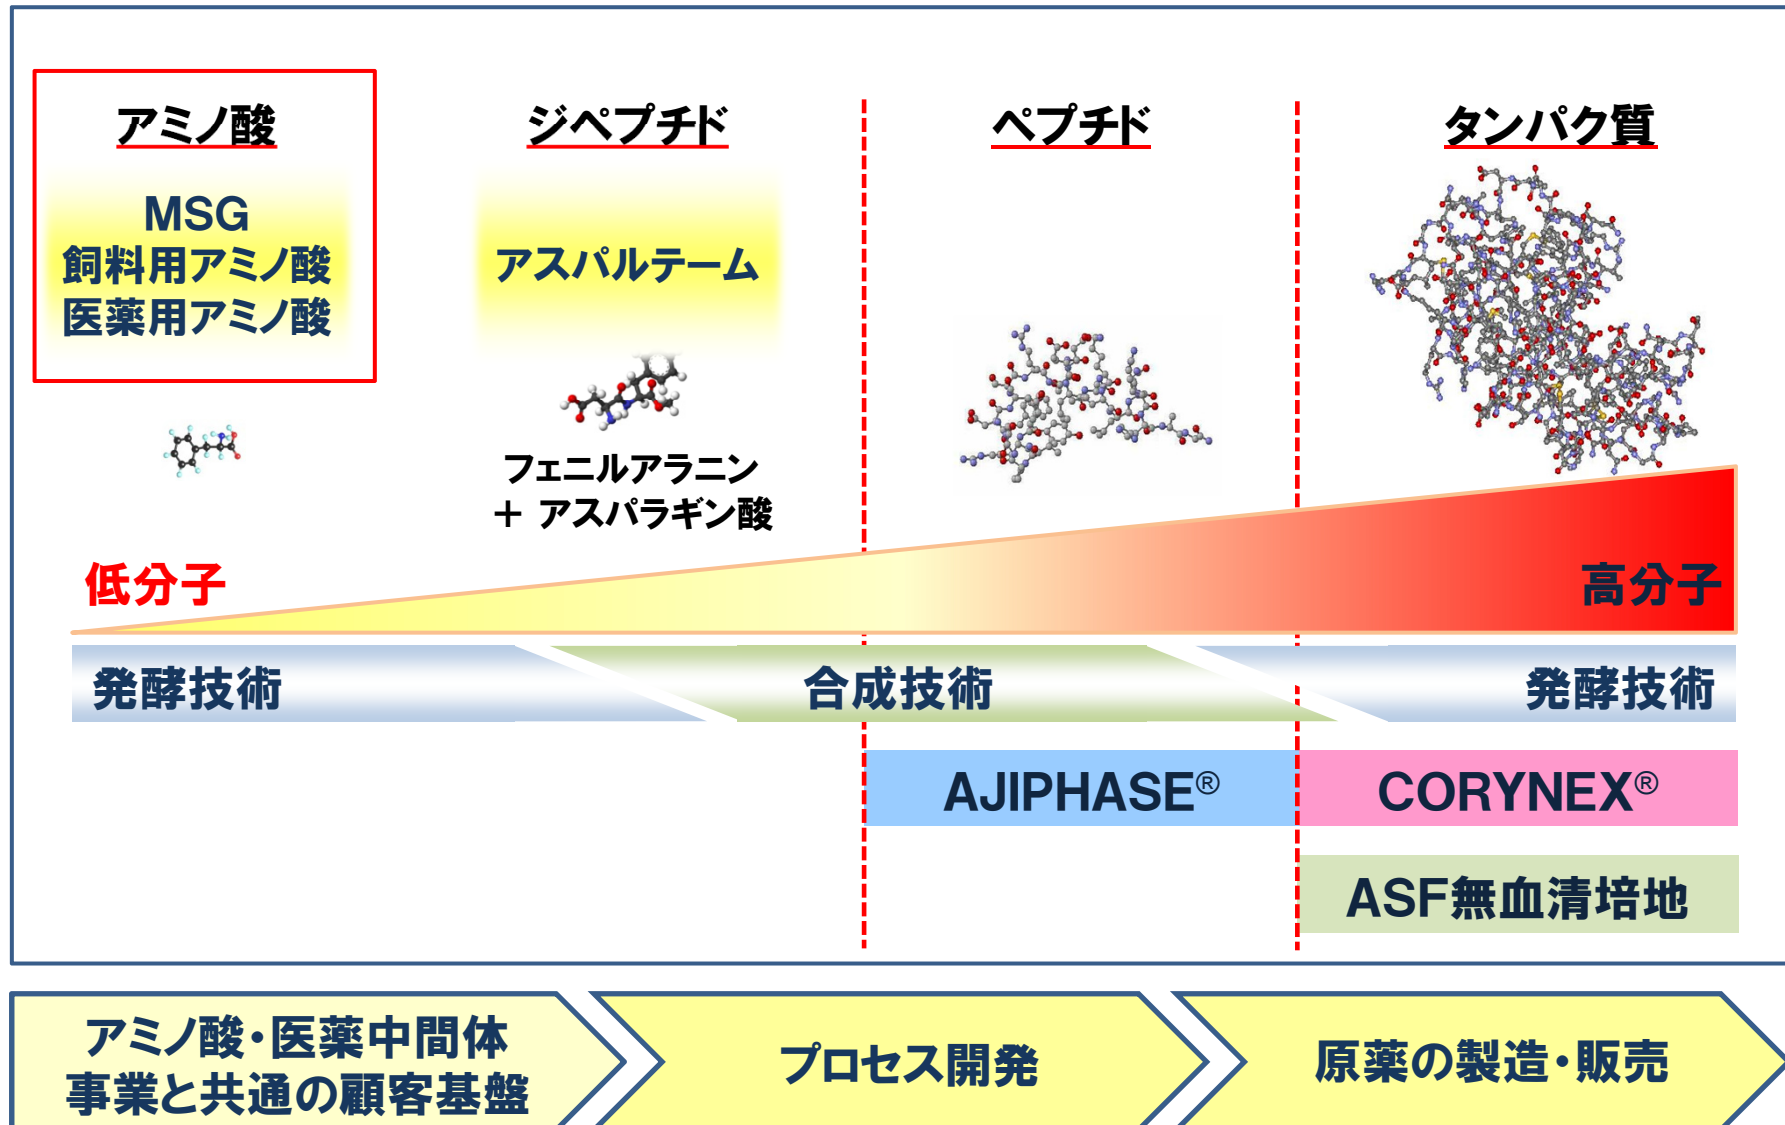 アミノ酸
MSG
飼料用アミノ酸
医薬用アミノ酸
ジペプチド
アスパルテーム
フェニルアラニン
＋ アスパラギン酸
ペプチド
タンパク質
低分子
高分子
発酵技術
合成技術
発酵技術
AJIPHASE®
CORYNEX®
ASF無血清培地
アミノ酸・医薬中間体
事業と共通の顧客基盤
プロセス開発
原薬の製造・販売